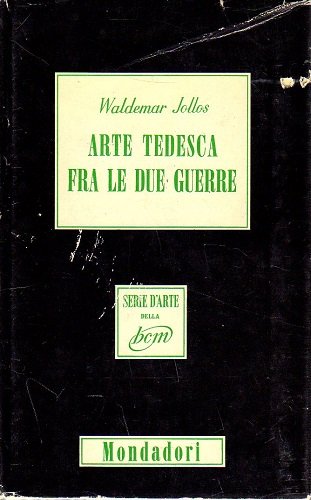 Waldemar Jollos
ARTE TEDESCA
FRA LE DUE GUERRE
SERIE D'ARTE
DELLA
bcm
Mondadori